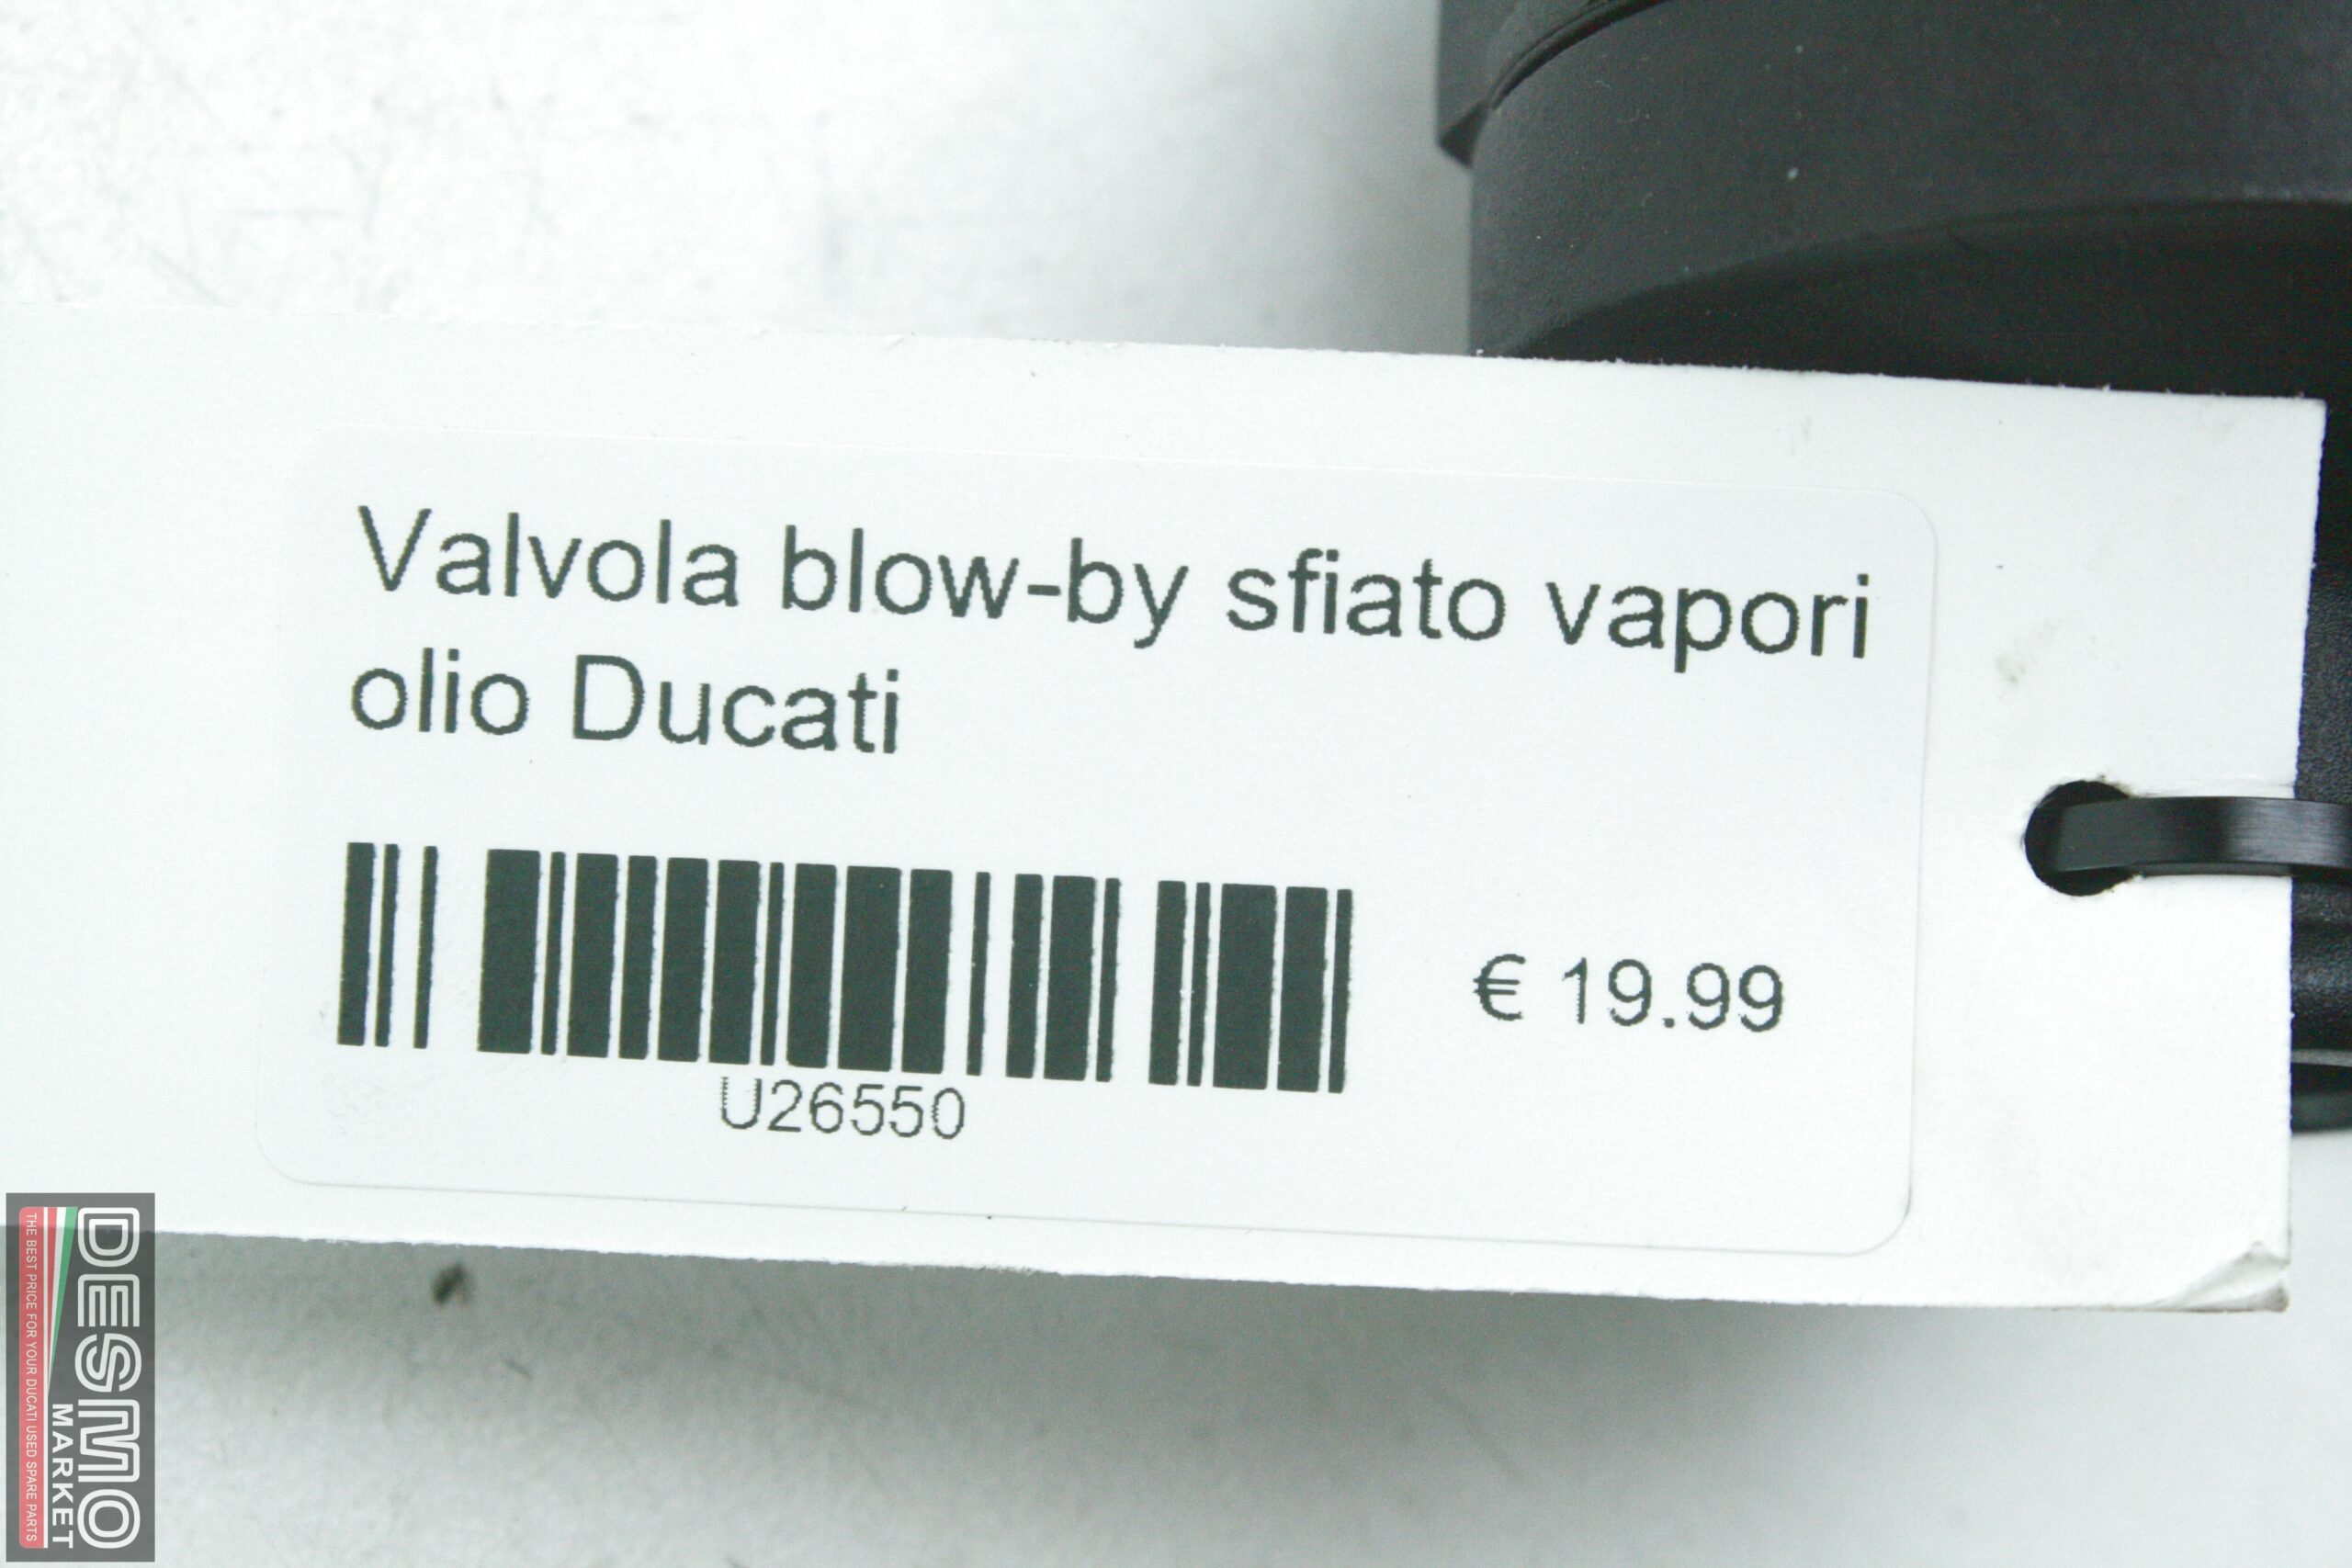 Valvola blow-by sfiato vapori
olio Ducati
€ 19.99
U26550
DESMO
MARKET
THE BEST PRICE FOR YOUR DUCATI USED SPARE PARTS